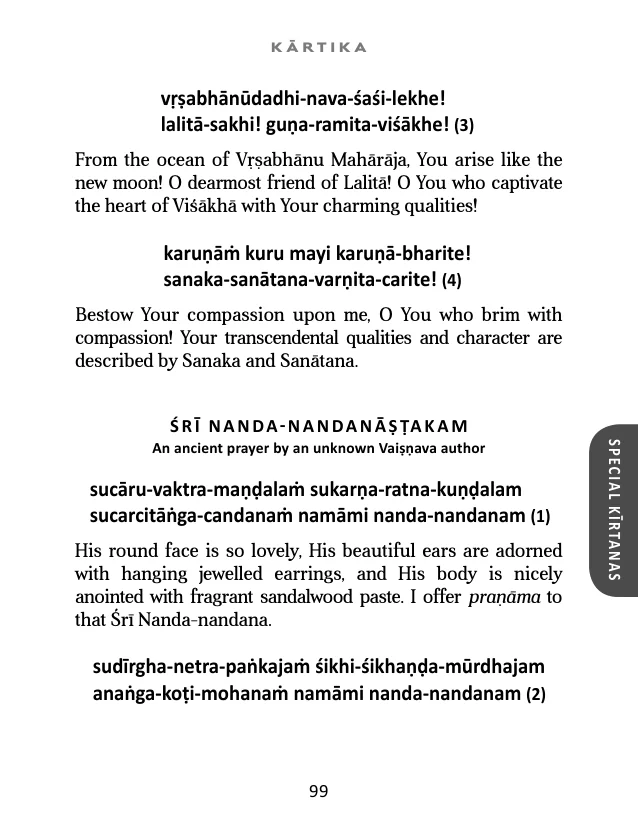 KĀRTIKA
vṛṣabhānūdadhi-nava-śaśi-lekhe!
lalitā-sakhi! guṇa-ramita-viśākhe! (3)
From the ocean of Vṛṣabhānu Mahārāja, You arise like the
new moon! O dearmost friend of Lalitā! O You who captivate
the heart of Viśākhā with Your charming qualities!
karuṇāṁ kuru mayi karuṇā-bharite!
sanaka-sanātana-varṇita-carite! (4)
Bestow Your compassion upon me, O You who brim with
compassion! Your transcendental qualities and character are
described by Sanaka and Sanātana.
ŚRĪ NANDA-NANDANĀṢṬAKAM
An ancient prayer by an unknown Vaiṣṇava author
sucāru-vaktra-maṇḍalaṁ sukarṇa-ratna-kuṇḍalam
sucarcitāṅga-candanaṁ namāmi nanda-nandanam (1)
His round face is so lovely, His beautiful ears are adorned
with hanging jewelled earrings, and His body is nicely
anointed with fragrant sandalwood paste. I offer praṇāma to
that Śrī Nanda-nandana.
sudīrgha-netra-paṅkajaṁ śikhi-śikhaṇḍa-mūrdhajam
anaṅga-koṭi-mohanaṁ namāmi nanda-nandanam (2)
SPECIAL KĪRTANAS
99